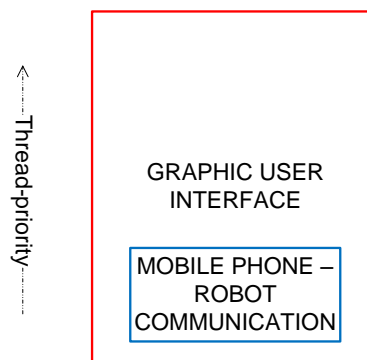 Thread-priority
GRAPHIC USER
INTERFACE
MOBILE PHONE –
ROBOT
COMMUNICATION